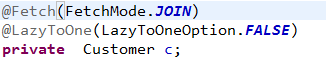 @Fetch(FetchMode.JOIN)
@LazyToOne(LazyToOneOption.FALSE)
private Customer c;